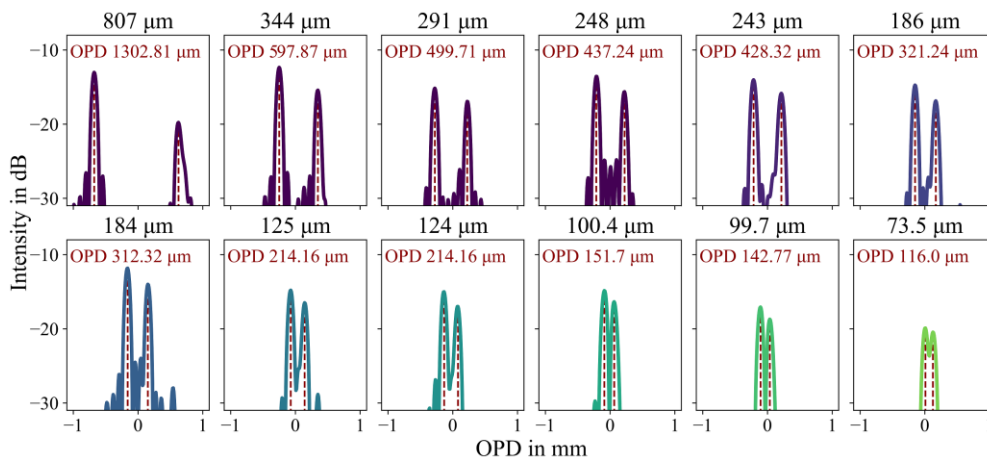 807 μm 344 μm 291 μm 248 μm 243 μm 186 μm
−10
OPD 1302.81 μm OPD 597.87 μm OPD 499.71 μm OPD 437.24 μm OPD 428.32 μm OPD 321.24 μm
−20
−30
184 μm 125 μm 124 μm 100.4 μm 99.7 μm 73.5 μm
−10
OPD 312.32 μm OPD 214.16 μm OPD 214.16 μm OPD 151.7 μm OPD 142.77 μm OPD 116.0 μm
−20
−30
−1 0 1 −1 0 1 −1 0 1 −1 0 1 −1 0 1 −1 0 1
OPD in mm
Intensity in dB